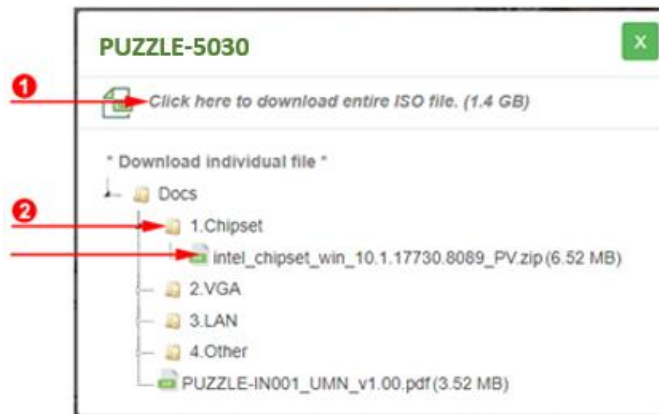 PUZZLE-5030
X
1
Click here to download entire ISO file. (1.4 GB)
* Download individual file *
Docs
2
1.Chipset
intel_chipset_win_10.1.17730.8089_PV.zip (6.52 MB)
2.VGA
3.LAN
4.Other
PUZZLE-IN001_UMN_v1.00.pdf (3.52 MB)